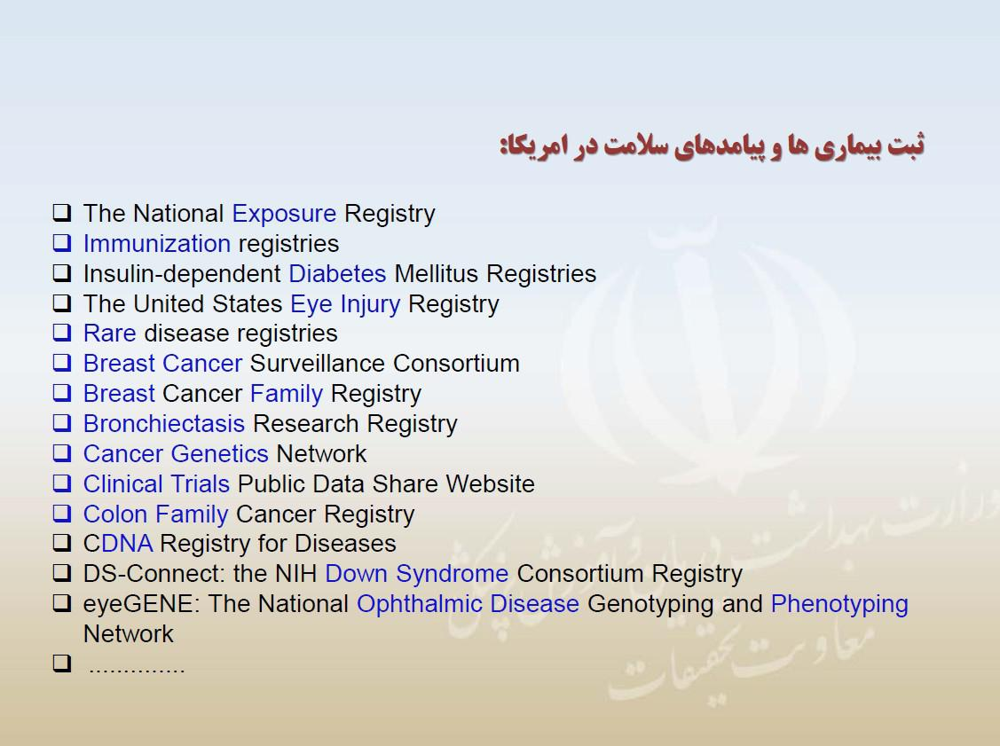 ثبت بیماری ها و پیامدهای سلامت در امریکا:
❑ The National Exposure Registry
❑ Immunization registries
❑ Insulin-dependent Diabetes Mellitus Registries
❑ The United States Eye Injury Registry
❑ Rare disease registries
❑ Breast Cancer Surveillance Consortium
❑ Breast Cancer Family Registry
❑ Bronchiectasis Research Registry
❑ Cancer Genetics Network
❑ Clinical Trials Public Data Share Website
❑ Colon Family Cancer Registry
❑ CDNA Registry for Diseases
❑ DS-Connect: the NIH Down Syndrome Consortium Registry
❑ eyeGENE: The National Ophthalmic Disease Genotyping and Phenotyping
Network
❑ ..............
وزارت بهداشت درمان و آموزش پزشکی
معاونت تحقیقات